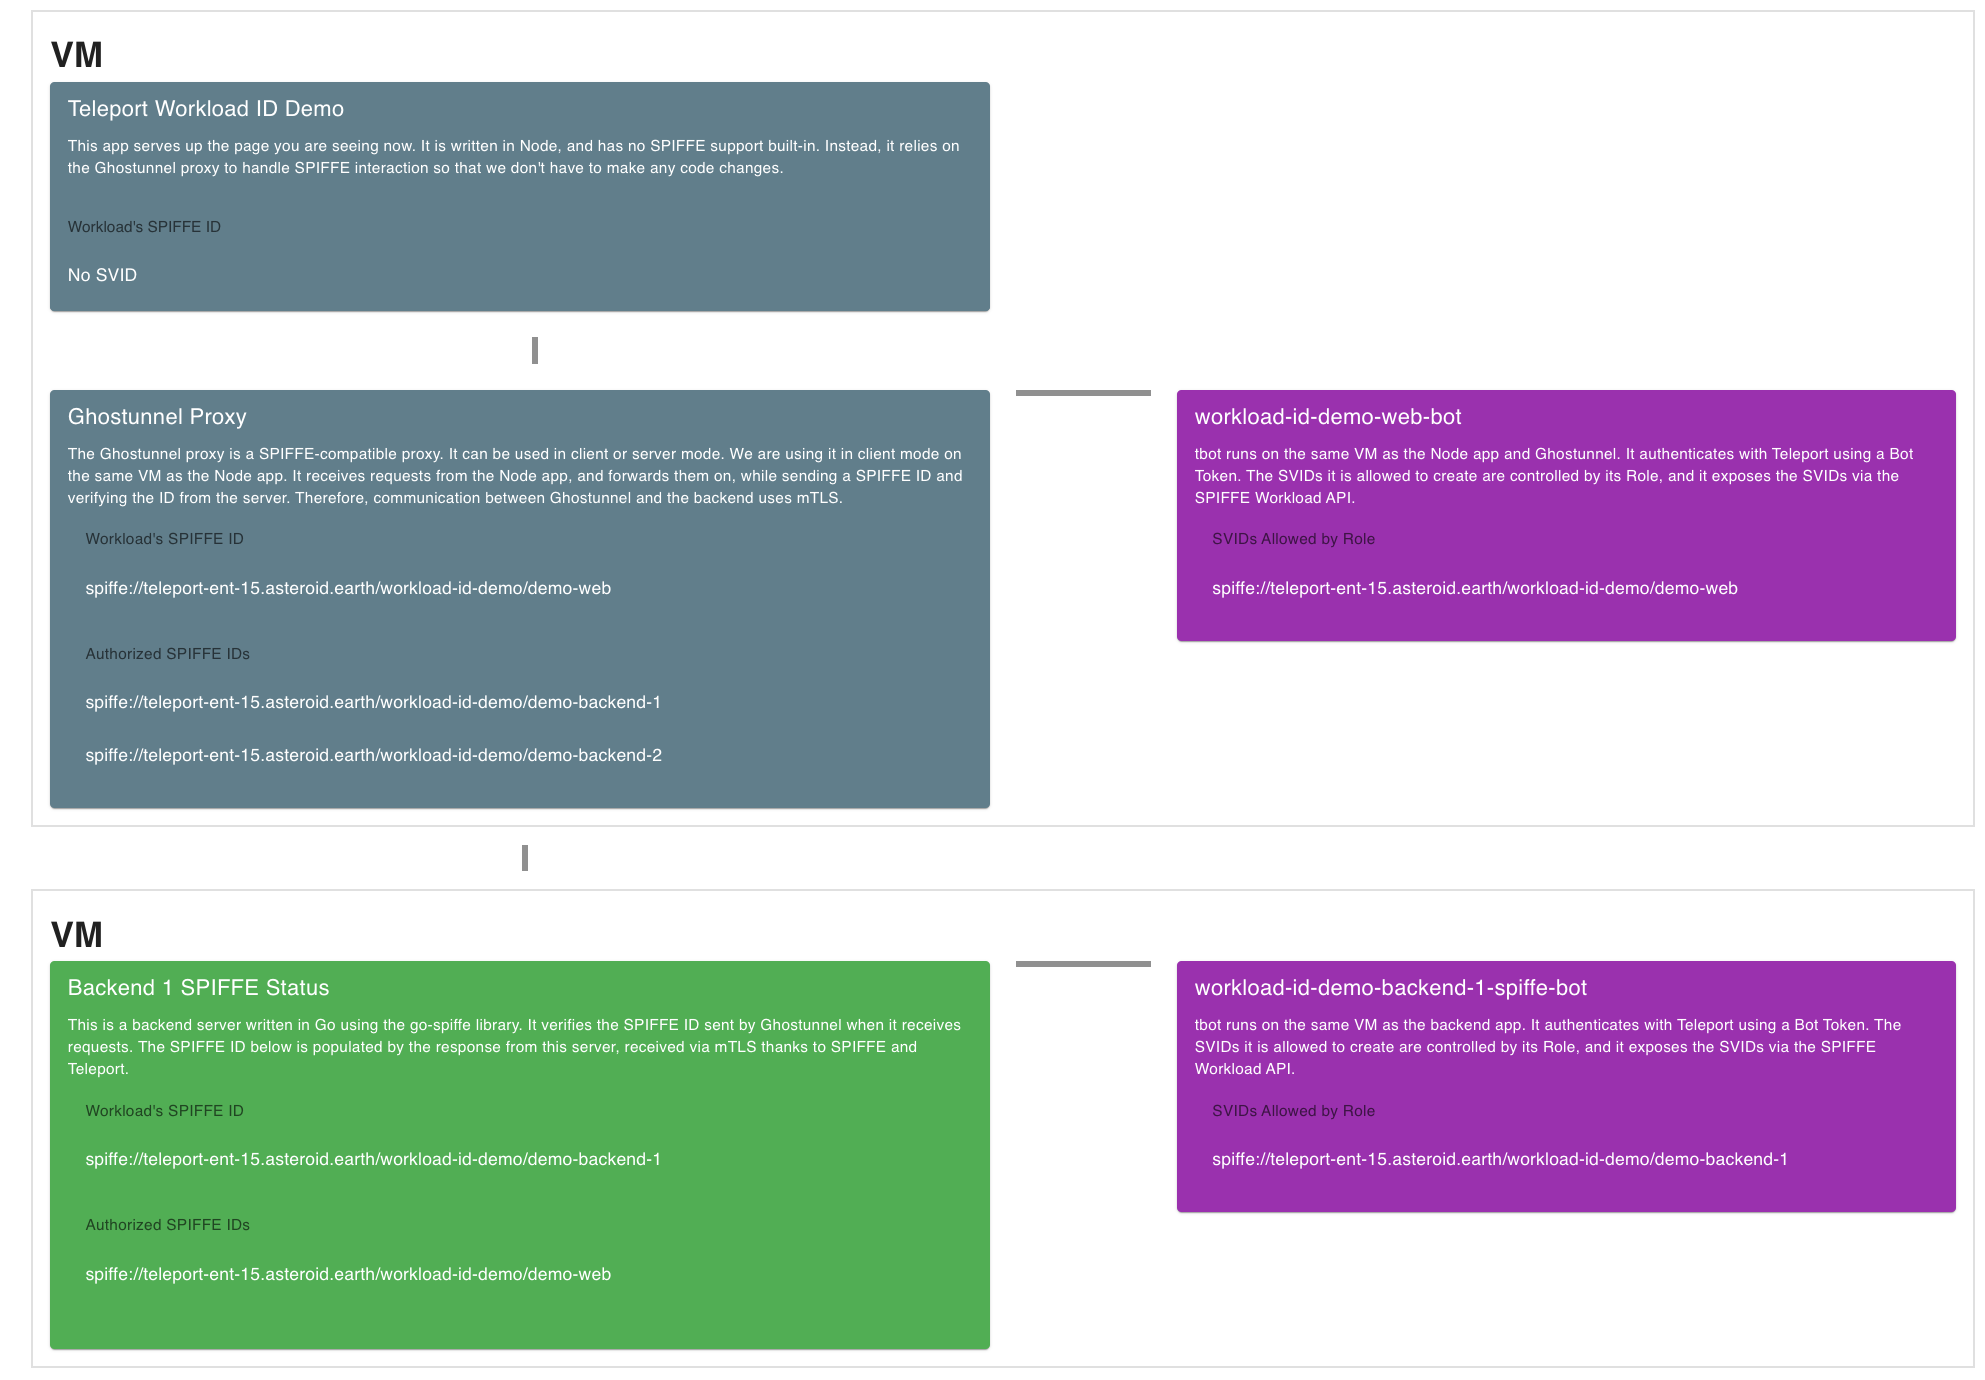 VM
Teleport Workload ID Demo
This app serves up the page you are seeing now. It is written in Node, and has no SPIFFE support built-in. Instead, it relies on
the Ghostunnel proxy to handle SPIFFE interaction so that we don't have to make any code changes.
Workload's SPIFFE ID
No SVID
Ghostunnel Proxy
The Ghostunnel proxy is a SPIFFE-compatible proxy. It can be used in client or server mode. We are using it in client mode on
the same VM as the Node app. It receives requests from the Node app, and forwards them on, while sending a SPIFFE ID and
verifying the ID from the server. Therefore, communication between Ghostunnel and the backend uses mTLS.
Workload's SPIFFE ID
spiffe://teleport-ent-15.asteroid.earth/workload-id-demo/demo-web
Authorized SPIFFE IDs
spiffe://teleport-ent-15.asteroid.earth/workload-id-demo/demo-backend-1
spiffe://teleport-ent-15.asteroid.earth/workload-id-demo/demo-backend-2
workload-id-demo-web-bot
tbot runs on the same VM as the Node app and Ghostunnel. It authenticates with Teleport using a Bot
Token. The SVIDs it is allowed to create are controlled by its Role, and it exposes the SVIDs via the
SPIFFE Workload API.
SVIDs Allowed by Role
spiffe://teleport-ent-15.asteroid.earth/workload-id-demo/demo-web
VM
Backend 1 SPIFFE Status
This is a backend server written in Go using the go-spiffe library. It verifies the SPIFFE ID sent by Ghostunnel when it receives
requests. The SPIFFE ID below is populated by the response from this server, received via mTLS thanks to SPIFFE and
Teleport.
Workload's SPIFFE ID
spiffe://teleport-ent-15.asteroid.earth/workload-id-demo/demo-backend-1
Authorized SPIFFE IDs
spiffe://teleport-ent-15.asteroid.earth/workload-id-demo/demo-web
workload-id-demo-backend-1-spiffe-bot
tbot runs on the same VM as the backend app. It authenticates with Teleport using a Bot Token. The
SVIDs it is allowed to create are controlled by its Role, and it exposes the SVIDs via the SPIFFE
Workload API.
SVIDs Allowed by Role
spiffe://teleport-ent-15.asteroid.earth/workload-id-demo/demo-backend-1